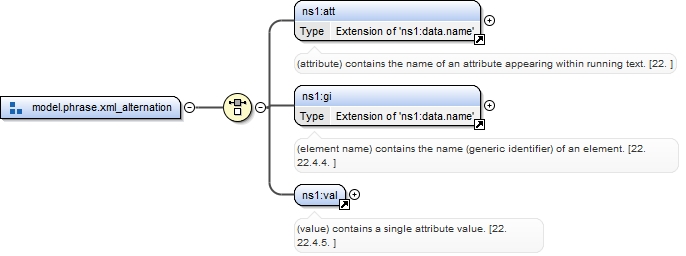 ns1:att
Type Extension of 'ns1:data.name'
(attribute) contains the name of an attribute appearing within running text. [22. ]
model.phrase.xml_alternation
ns1:gi
Type Extension of 'ns1:data.name'
(element name) contains the name (generic identifier) of an element. [22.
22.4.4. ]
ns1:val
(value) contains a single attribute value. [22.
22.4.5. ]